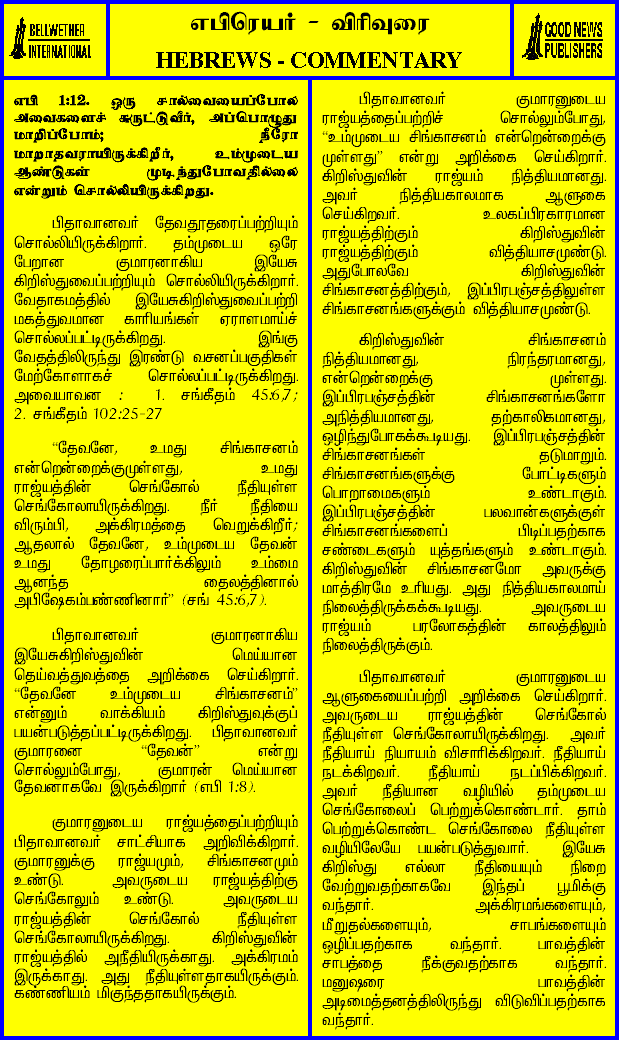 BELLWETHER
INTERNATIONAL
எபிரெயர் - விரிவுரை
HEBREWS - COMMENTARY
GOOD NEWS
PUBLISHERS
எபி 1:12. ஒரு சால்வையைப்போல
அவைகளைச் சுருட்டுவீர், அப்பொழுது
மாறிப்போம்; நீரோ
மாறாதவராயிருக்கிறீர், உம்முடைய
ஆண்டுகள் முடிந்துபோவதில்லை
என்றும் சொல்லியிருக்கிறது.
பிதாவானவர் தேவதூதரைப்பற்றியும்
சொல்லியிருக்கிறார். தம்முடைய ஒரே
பேறான குமாரனாகிய இயேசு
கிறிஸ்துவைப்பற்றியும் சொல்லியிருக்கிறார்.
வேதாகமத்தில் இயேசுகிறிஸ்துவைப்பற்றி
மகத்துவமான காரியங்கள் ஏராளமாய்ச்
சொல்லப்பட்டிருக்கிறது. இங்கு
வேதத்திலிருந்து இரண்டு வசனப்பகுதிகள்
மேற்கோளாகச் சொல்லப்பட்டிருக்கிறது.
அவையாவன : 1. சங்கீதம் 45:6,7;
2. சங்கீதம் 102:25-27
“தேவனே, உமது சிங்காசனம்
என்றென்றைக்குமுள்ளது, உமது
ராஜ்யத்தின் செங்கோல் நீதியுள்ள
செங்கோலாயிருக்கிறது. நீர் நீதியை
விரும்பி, அக்கிரமத்தை வெறுக்கிறீர்;
ஆதலால் தேவனே, உம்முடைய தேவன்
உமது தோழரைப்பார்க்கிலும் உம்மை
ஆனந்த தைலத்தினால்
அபிஷேகம்பண்ணினார்” (சங் 45:6,7).
பிதாவானவர் குமாரனாகிய
இயேசுகிறிஸ்துவின் மெய்யான
தெய்வத்துவத்தை அறிக்கை செய்கிறார்.
“தேவனே உம்முடைய சிங்காசனம்”
என்னும் வாக்கியம் கிறிஸ்துவுக்குப்
பயன்படுத்தப்பட்டிருக்கிறது. பிதாவானவர்
குமாரனை “தேவன்” என்று
சொல்லும்போது, குமாரன் மெய்யான
தேவனாகவே இருக்கிறார் (எபி 1:8).
குமாரனுடைய ராஜ்யத்தைப்பற்றியும்
பிதாவானவர் சாட்சியாக அறிவிக்கிறார்.
குமாரனுக்கு ராஜ்யமும், சிங்காசனமும்
உண்டு. அவருடைய ராஜ்யத்திற்கு
செங்கோலும் உண்டு. அவருடைய
ராஜ்யத்தின் செங்கோல் நீதியுள்ள
செங்கோலாயிருக்கிறது. கிறிஸ்துவின்
ராஜ்யத்தில் அநீதியிருக்காது. அக்கிரமம்
இருக்காது. அது நீதியுள்ளதாகயிருக்கும்.
கண்ணியம் மிகுந்ததாகயிருக்கும்.
பிதாவானவர் குமாரனுடைய
ராஜ்யத்தைப்பற்றிச் சொல்லும்போது,
“உம்முடைய சிங்காசனம் என்றென்றைக்கு
முள்ளது” என்று அறிக்கை செய்கிறார்.
கிறிஸ்துவின் ராஜ்யம் நித்தியமானது.
அவர் நித்தியகாலமாக ஆளுகை
செய்கிறவர். உலகப்பிரகாரமான
ராஜ்யத்திற்கும் கிறிஸ்துவின்
ராஜ்யத்திற்கும் வித்தியாசமுண்டு.
அதுபோலவே கிறிஸ்துவின்
சிங்காசனத்திற்கும், இப்பிரபஞ்சத்திலுள்ள
சிங்காசனங்களுக்கும் வித்தியாசமுண்டு.
கிறிஸ்துவின் சிங்காசனம்
நித்தியமானது, நிரந்தரமானது,
என்றென்றைக்கு முள்ளது.
இப்பிரபஞ்சத்தின் சிங்காசனங்களோ
அநித்தியமானது, தற்காலிகமானது,
ஒழிந்துபோகக்கூடியது. இப்பிரபஞ்சத்தின்
சிங்காசனங்கள் தடுமாறும்.
சிங்காசனங்களுக்கு போட்டிகளும்
பொறாமைகளும் உண்டாகும்.
இப்பிரபஞ்சத்தின் பலவான்களுக்குள்
சிங்காசனங்களைப் பிடிப்பதற்காக
சண்டைகளும் யுத்தங்களும் உண்டாகும்.
கிறிஸ்துவின் சிங்காசனமோ அவருக்கு
மாத்திரமே உரியது. அது நித்தியகாலமாய்
நிலைத்திருக்கக்கூடியது. அவருடைய
ராஜ்யம் பரலோகத்தின் காலத்திலும்
நிலைத்திருக்கும்.
பிதாவானவர் குமாரனுடைய
ஆளுகையைப்பற்றி அறிக்கை செய்கிறார்.
அவருடைய ராஜ்யத்தின் செங்கோல்
நீதியுள்ள செங்கோலாயிருக்கிறது. அவர்
நீதியாய் நியாயம் விசாரிக்கிறவர். நீதியாய்
நடக்கிறவர். நீதியாய் நடப்பிக்கிறவர்.
அவர் நீதியான வழியில் தம்முடைய
செங்கோலைப் பெற்றுக்கொண்டார். தாம்
பெற்றுக்கொண்ட செங்கோலை நீதியுள்ள
வழியிலேயே பயன்படுத்துவார். இயேசு
கிறிஸ்து எல்லா நீதியையும் நிறை
வேற்றுவதற்காகவே இந்தப் பூமிக்கு
வந்தார். அக்கிரமங்களையும்,
மீறுதல்களையும், சாபங்களையும்
ஒழிப்பதற்காக வந்தார். பாவத்தின்
சாபத்தை நீக்குவதற்காக வந்தார்.
மனுஷரை பாவத்தின்
அடிமைத்தனத்திலிருந்து விடுவிப்பதற்காக
வந்தார்.